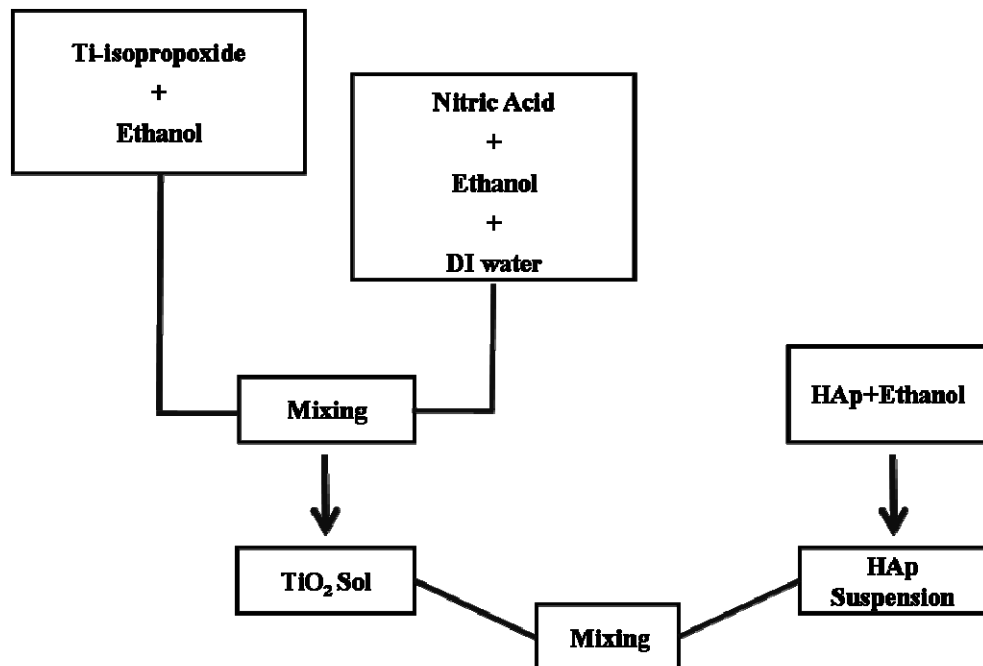 Ti-isopropoxide
+
Ethanol
Nitric Acid
+
Ethanol
+
DI water
Mixing
HAp+Ethanol
TiO₂ Sol
HAp
Suspension
Mixing